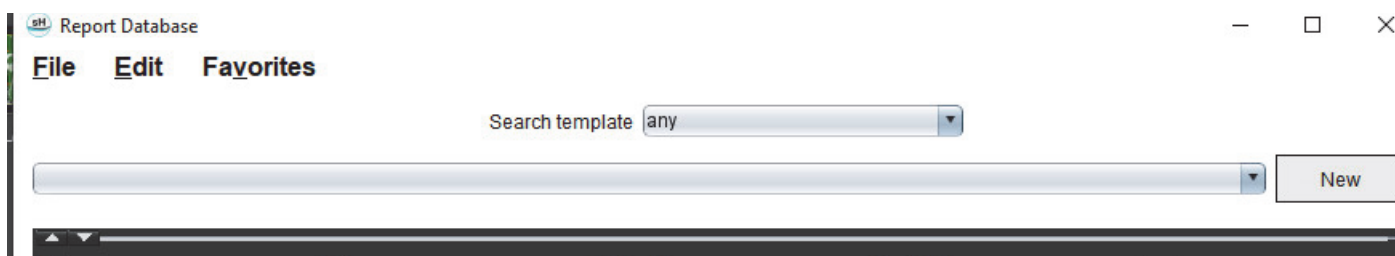 sH Report Database
File Edit Favorites
Search template any
New